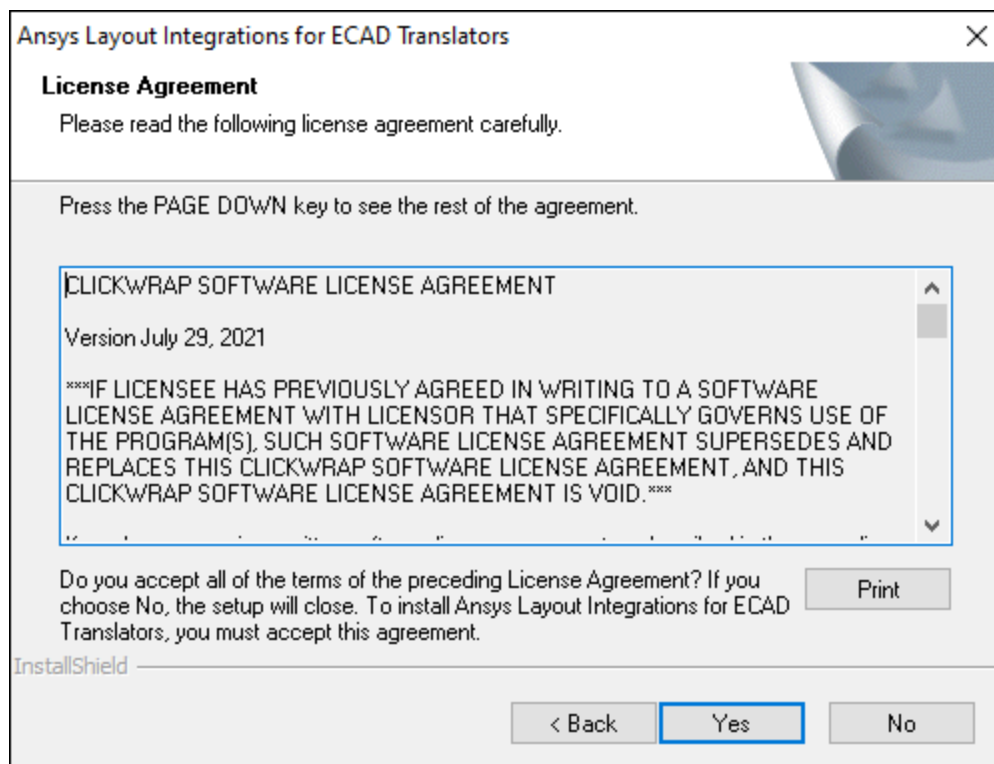 Ansys Layout Integrations for ECAD Translators
License Agreement
Please read the following license agreement carefully.
Press the PAGE DOWN key to see the rest of the agreement.
CLICKWRAP SOFTWARE LICENSE AGREEMENT
Version July 29, 2021
***IF LICENSEE HAS PREVIOUSLY AGREED IN WRITING TO A SOFTWARE
LICENSE AGREEMENT WITH LICENSOR THAT SPECIFICALLY GOVERNS USE OF
THE PROGRAM(S), SUCH SOFTWARE LICENSE AGREEMENT SUPERSEDES AND
REPLACES THIS CLICKWRAP SOFTWARE LICENSE AGREEMENT, AND THIS
CLICKWRAP SOFTWARE LICENSE AGREEMENT IS VOID.***
Do you accept all of the terms of the preceding License Agreement? If you
choose No, the setup will close. To install Ansys Layout Integrations for ECAD
Translators, you must accept this agreement.
Print
InstallShield
< Back
Yes
No